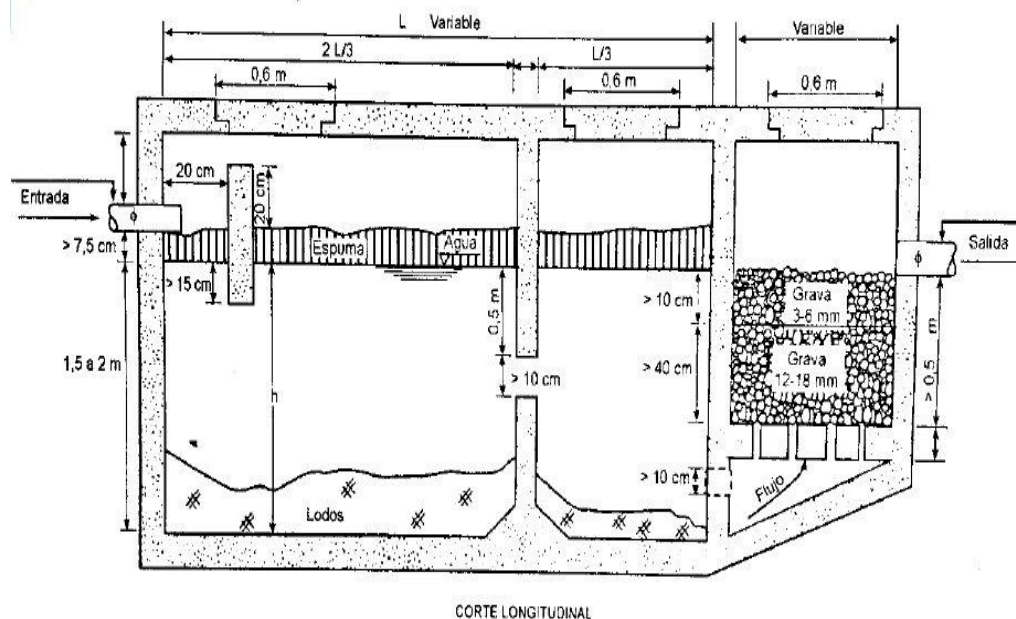 L Variable
Variable
2 L/3
L/3
0,6 m
0,6 m
0,6 m
20 cm
20 cm
Entrada
ϕ
> 7,5 cm
Espuma
Agua
Salida
ϕ
> 15 cm
> 10 cm
0,5 m
Grava
3-6 mm
1,5 a 2 m
> 10 cm
> 40 cm
Grava
12-18 mm
> 0,5 m
h
> 10 cm
Flujo
Lodos
CORTE LONGITUDINAL